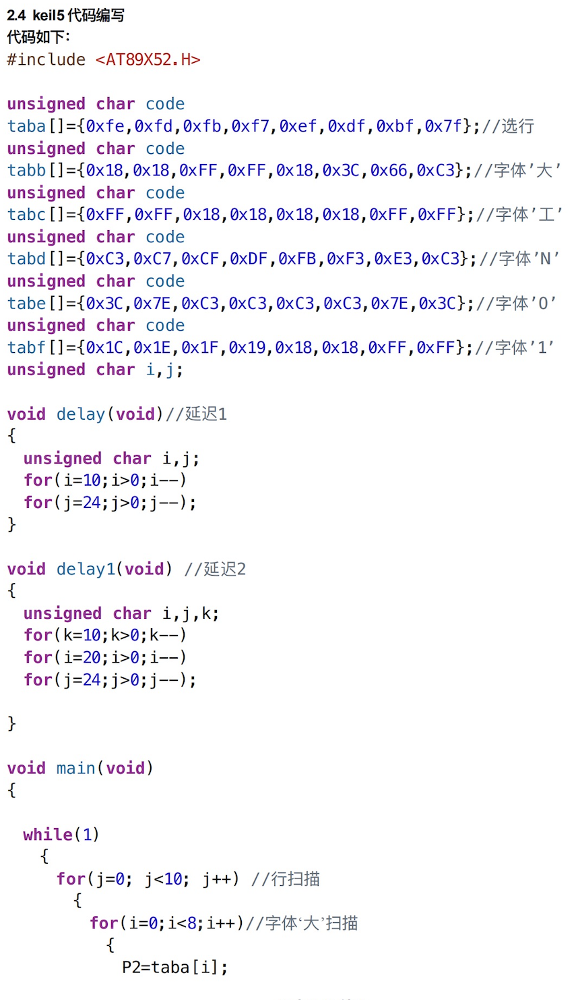 2.4 keil5 代码编写
代码如下：
#include <AT89X52.H>
unsigned char code
taba[]={0xfe,0xfd,0xfb,0xf7,0xef,0xdf,0xbf,0x7f};//选行
unsigned char code
tabb[]={0x18,0x18,0xFF,0xFF,0x18,0x3C,0x66,0xC3};//字体’大’
unsigned char code
tabc[]={0xFF,0xFF,0x18,0x18,0x18,0x18,0xFF,0xFF};//字体’工’
unsigned char code
tabd[]={0xC3,0xC7,0xCF,0xDF,0xFB,0xF3,0xE3,0xC3};//字体’N’
unsigned char code
tabe[]={0x3C,0x7E,0xC3,0xC3,0xC3,0xC3,0x7E,0x3C};//字体’0’
unsigned char code
tabf[]={0x1C,0x1E,0x1F,0x19,0x18,0x18,0xFF,0xFF};//字体’1’
unsigned char i,j;
void delay(void)//延迟1
{
unsigned char i,j;
for(i=10;i>0;i--)
for(j=24;j>0;j--);
}
void delay1(void) //延迟2
{
unsigned char i,j,k;
for(k=10;k>0;k--)
for(i=20;i>0;i--)
for(j=24;j>0;j--);
}
void main(void)
{
while(1)
{
for(j=0; j<10; j++) //行扫描
{
for(i=0;i<8;i++)//字体‘大’扫描
{
P2=taba[i];